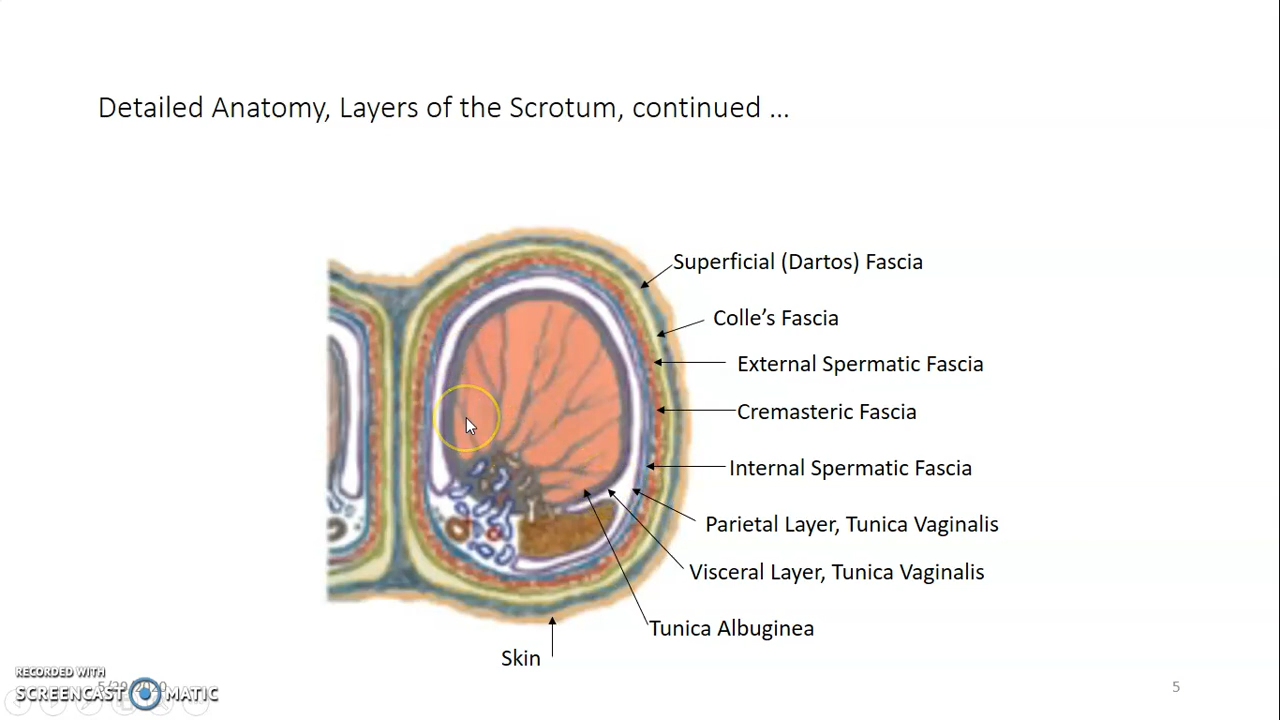 Detailed Anatomy, Layers of the Scrotum, continued ...
Superficial (Dartos) Fascia
Colle’s Fascia
External Spermatic Fascia
Cremasteric Fascia
Internal Spermatic Fascia
Parietal Layer, Tunica Vaginalis
Visceral Layer, Tunica Vaginalis
Tunica Albuginea
Skin
RECORDED WITH
SCREENCAST MATIC
5